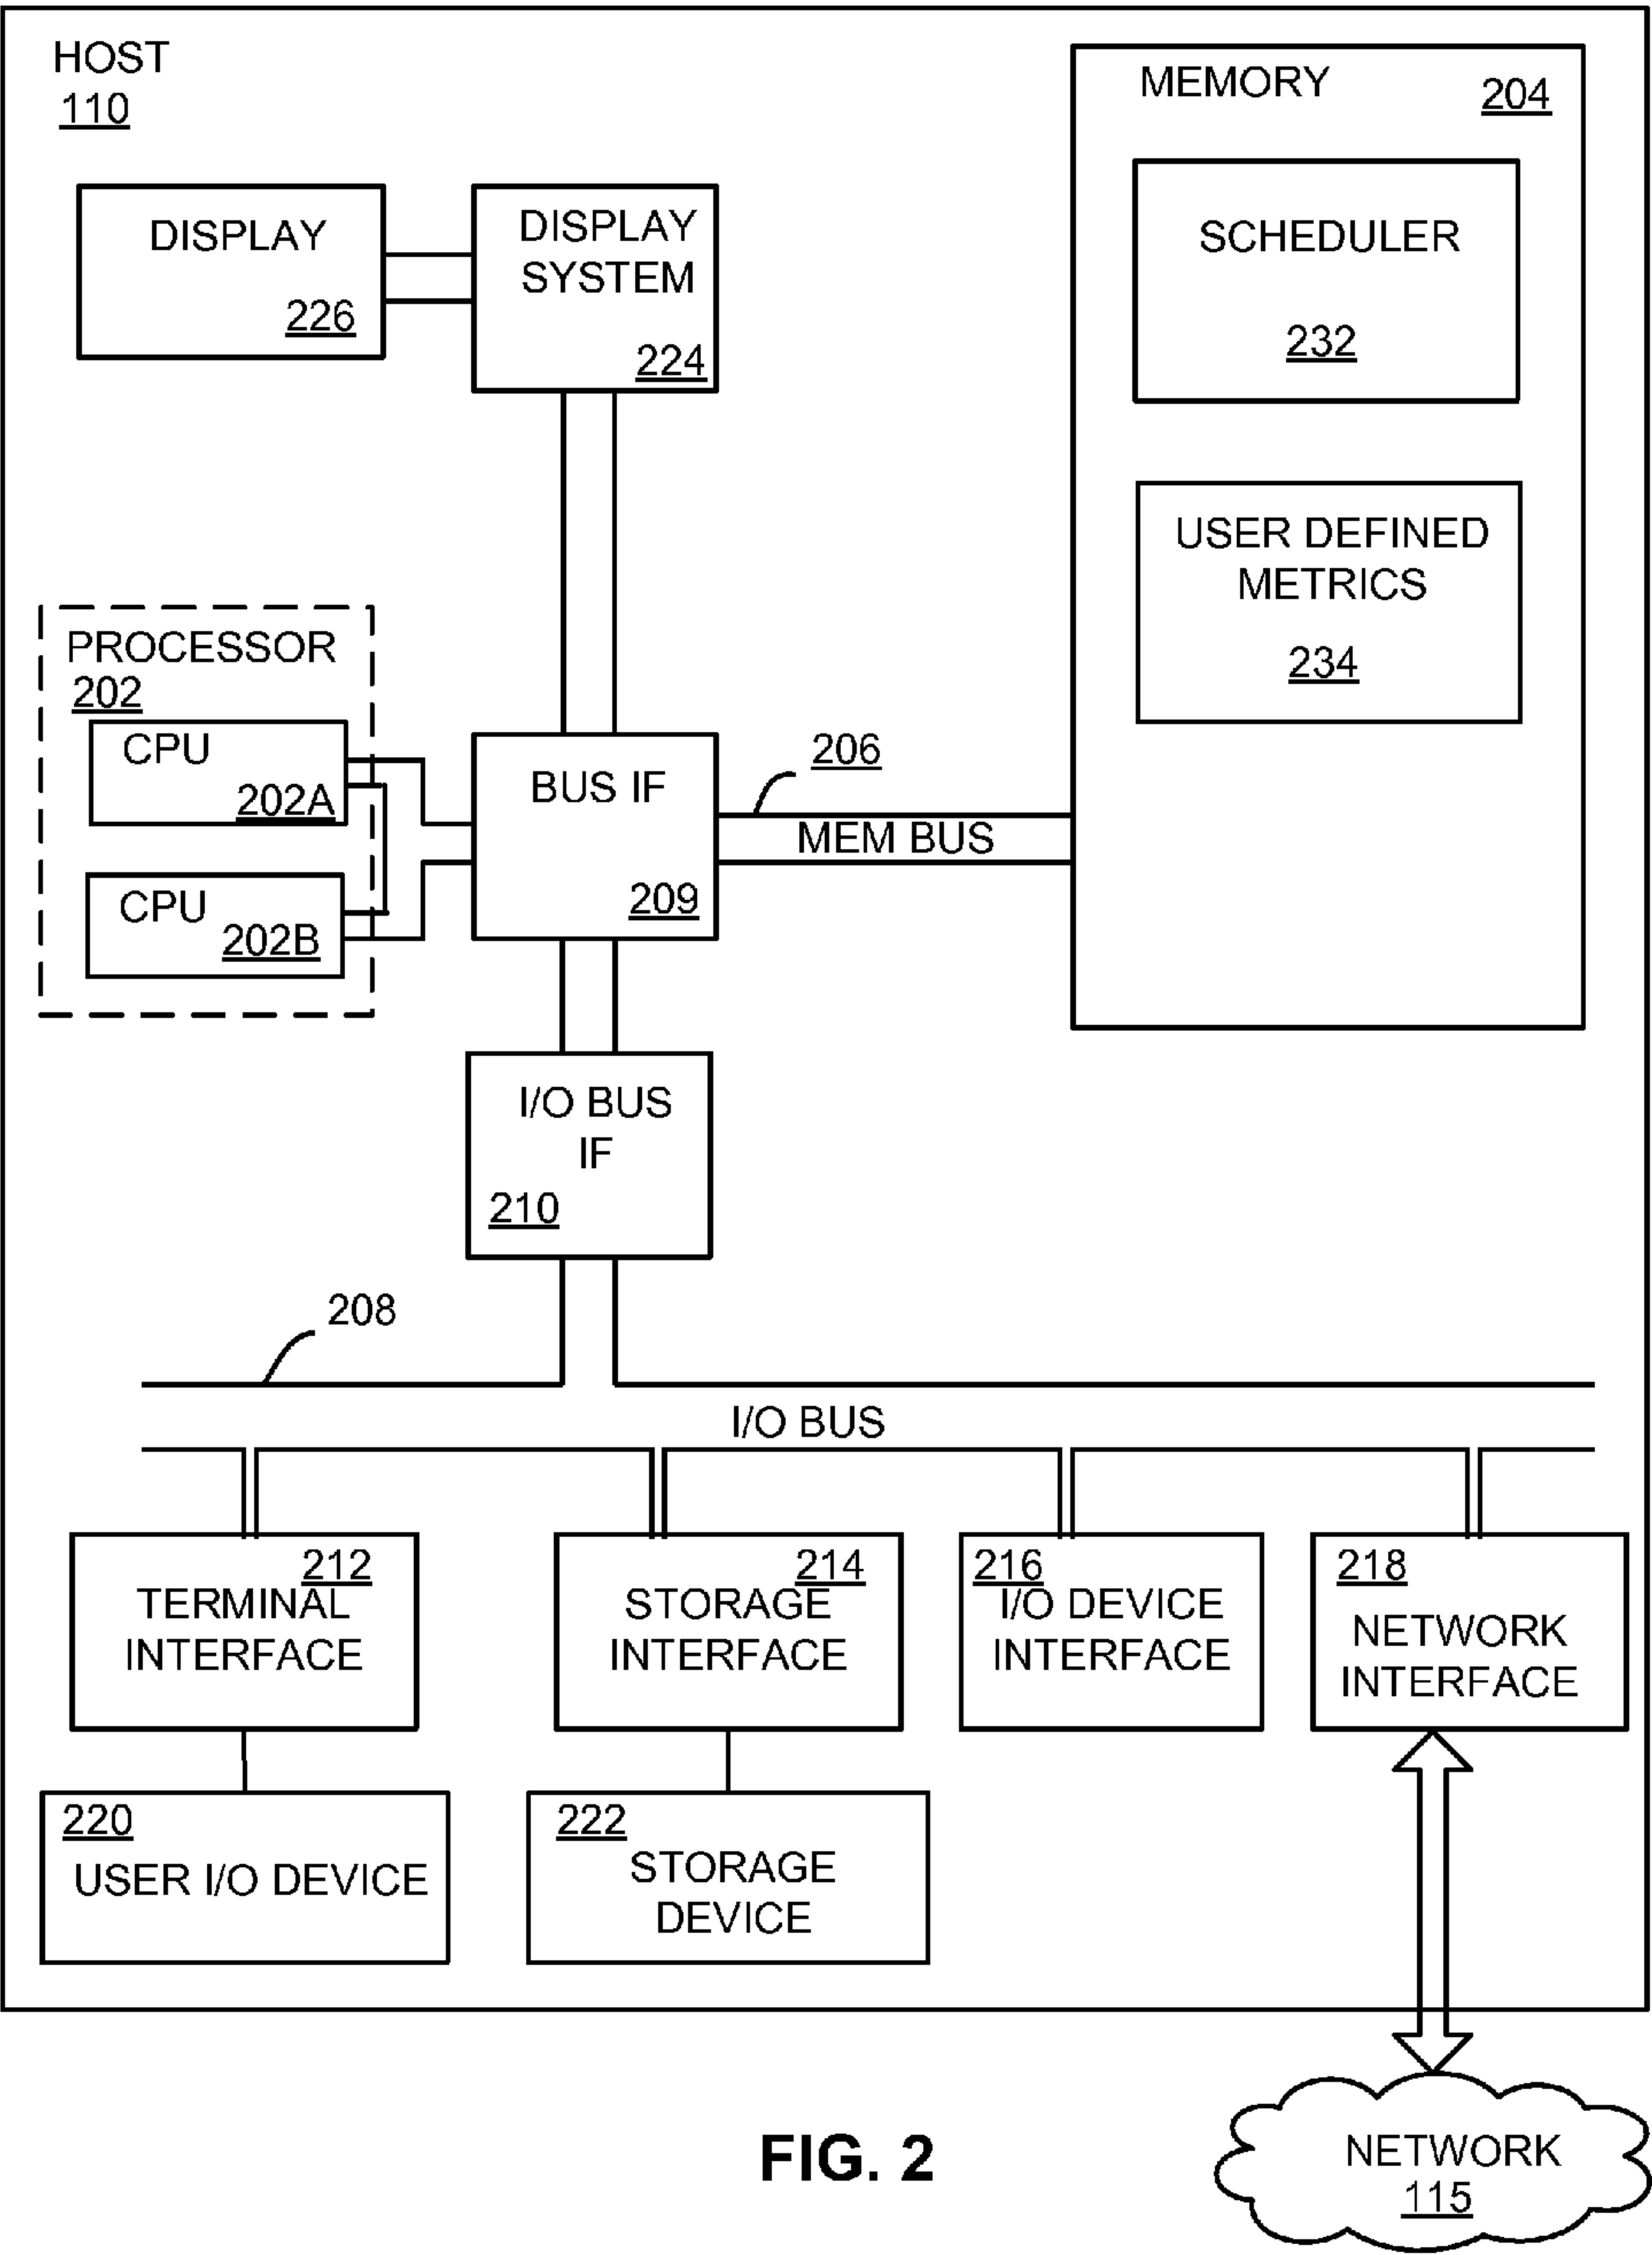 HOST
110
MEMORY
204
DISPLAY
226
DISPLAY
SYSTEM
224
SCHEDULER
232
USER DEFINED
METRICS
234
PROCESSOR
202
CPU
202A
CPU
202B
BUS IF
209
206
MEM BUS
I/O BUS
IF
210
208
I/O BUS
212
TERMINAL
INTERFACE
214
STORAGE
INTERFACE
216
I/O DEVICE
INTERFACE
218
NETWORK
INTERFACE
220
USER I/O DEVICE
222
STORAGE
DEVICE
NETWORK
115
FIG. 2